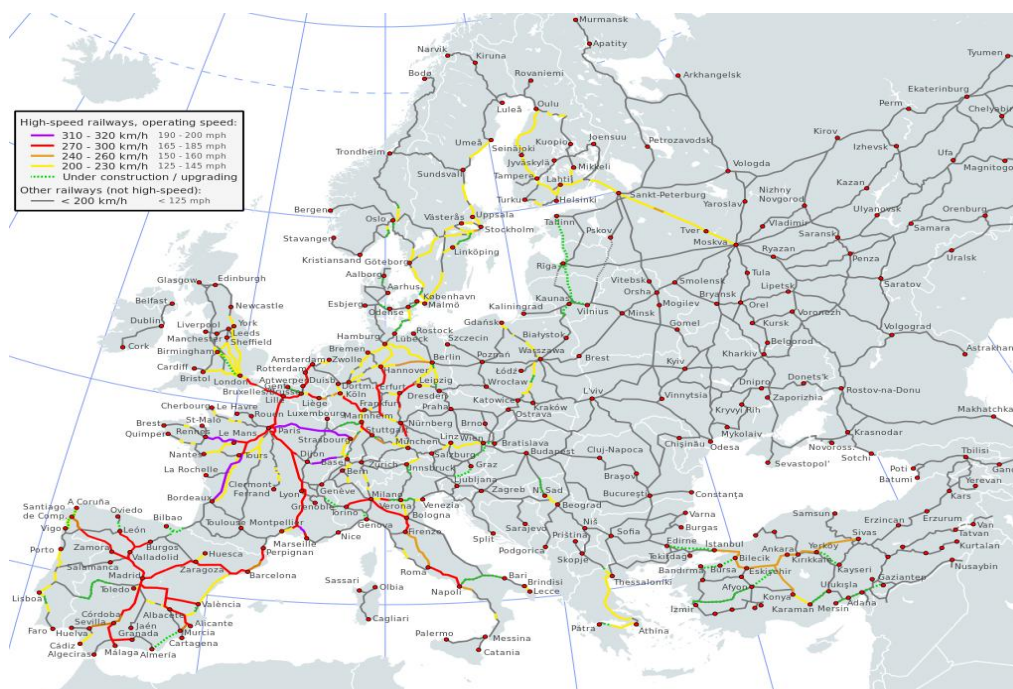 High-speed railways, operating speed:
310 - 320 km/h 190 - 200 mph
270 - 300 km/h 165 - 185 mph
240 - 260 km/h 150 - 160 mph
200 - 230 km/h 125 - 145 mph
Under construction / upgrading
Other railways (not high-speed):
< 200 km/h < 125 mph
Murmansk
Apatity
Narvik
Kiruna
Bodø
Rovaniemi
Luleå
Oulu
Arkhangelsk
Tyumen
Ekaterinburg
Perm
Chelyabin
Kirov
Izhevsk
Ufa
Magnitogo
Kazan
Umeå
Seinäjoki
Kuopio
Joensuu
Jyväskylä
Mikkeli
Tampere
Lahti
Turku
Helsinki
Petrozavodsk
Vologda
Trondheim
Sundsvall
Sankt-Peterburg
Yaroslav
Nizhny
Novgorod
Ulyanovsk
Orenburg
Samara
Bergen
Oslo
Västerås
Uppsala
Stockholm
Tallinn
Pskov
Tver
Moskva
Vladimir
Saransk
Ryazan
Penza
Uralsk
Stavanger
Kristiansand
Göteborg
Linköping
Riga
Vitebsk
Smolensk
Tula
Lipetsk
Saratov
Aalborg
Aarhus
Esbjerg
Odense
København
Malmö
Kaunas
Vilnius
Kaliningrad
Orsha
Mogilev
Minsk
Bryansk
Orel
Voronezh
Kursk
Volgograd
Glasgow
Edinburgh
Belfast
Newcastle
Dublin
Cork
Liverpool
York
Leeds
Manchester
Sheffield
Birmingham
Cardiff
Bristol
London
Hamburg
Rostock
Lübeck
Szczecin
Gdańsk
Białystok
Gomel
Belgorod
Astrakhan
Bremen
Amsterdam
Zwolle
Rotterdam
Hannover
Berlin
Poznań
Warszawa
Brest
Kyiv
Kharkiv
Antwerpen
Duisb
Dortm.
Bruxelles
Lille
Liège
Köln
Erfurt
Leipzig
Dresden
Łódź
Wrocław
Katowice
Kraków
L'viv
Vinnytsia
Dnipro
Donets'k
Zaporizhia
Kryvyi Rih
Rostov-na-Donu
Cherbourg
Le Havre
Rouen
Luxembourg
Frankfurt
Mannheim
Praha
Ostrava
Nürnberg
Brno
Mykolaiv
Makhachka
Brest
St-Malo
Quimper
Rennes
Le Mans
Paris
Strasbourg
Stuttgart
München
Linz
Wien
Bratislava
Chișinău
Odesa
Krasnodar
Novoross.
Sevastopol'
Sotchi
Nantes
Tours
Dijon
Basel
Bern
Zürich
Salzburg
Innsbruck
Graz
Budapest
Cluj-Napoca
La Rochelle
Clermont
Ferrand
Lyon
Genève
Ljubljana
Zagreb
N. Sad
Brașov
Poti
Batumi
Tbilisi
Yerevan
Kars
Bordeaux
Grenoble
Torino
Milano
Verona
Venezia
Bologna
Beograd
București
Constanța
A Coruña
Santiago
de Comp.
Oviedo
Bilbao
Toulouse
Montpellier
Genova
Firenze
Split
Sarajevo
Niš
Varna
Burgas
Samsun
Erzincan
Erzurum
Van
Tatvan
Vigo
León
Marseille
Nice
Perpignan
Podgorica
Priština
Sofia
Skopje
Edirne
Tekirdağ
Istanbul
Ankara
Yerköy
Sivas
Kırıkkale
Kurtalan
Porto
Zamora
Burgos
Valladolid
Huesca
Salamanca
Zaragoza
Barcelona
Madrid
Toledo
Sassari
Olbia
Roma
Bari
Brindisi
Lecce
Napoli
Thessaloniki
Bandırma
Bursa
Bilecik
Eskişehir
Kayseri
Nusaybin
Gaziantep
Lisboa
València
Cagliari
Afyon
Konya
Ulukışla
Adana
Karaman
Mersin
İzmir
Córdoba
Albacete
Alicante
Sevilla
Jaén
Murcia
Faro
Huelva
Granada
Cartagena
Cádiz
Algeciras
Málaga
Almería
Palermo
Messina
Catania
Pátra
Athína